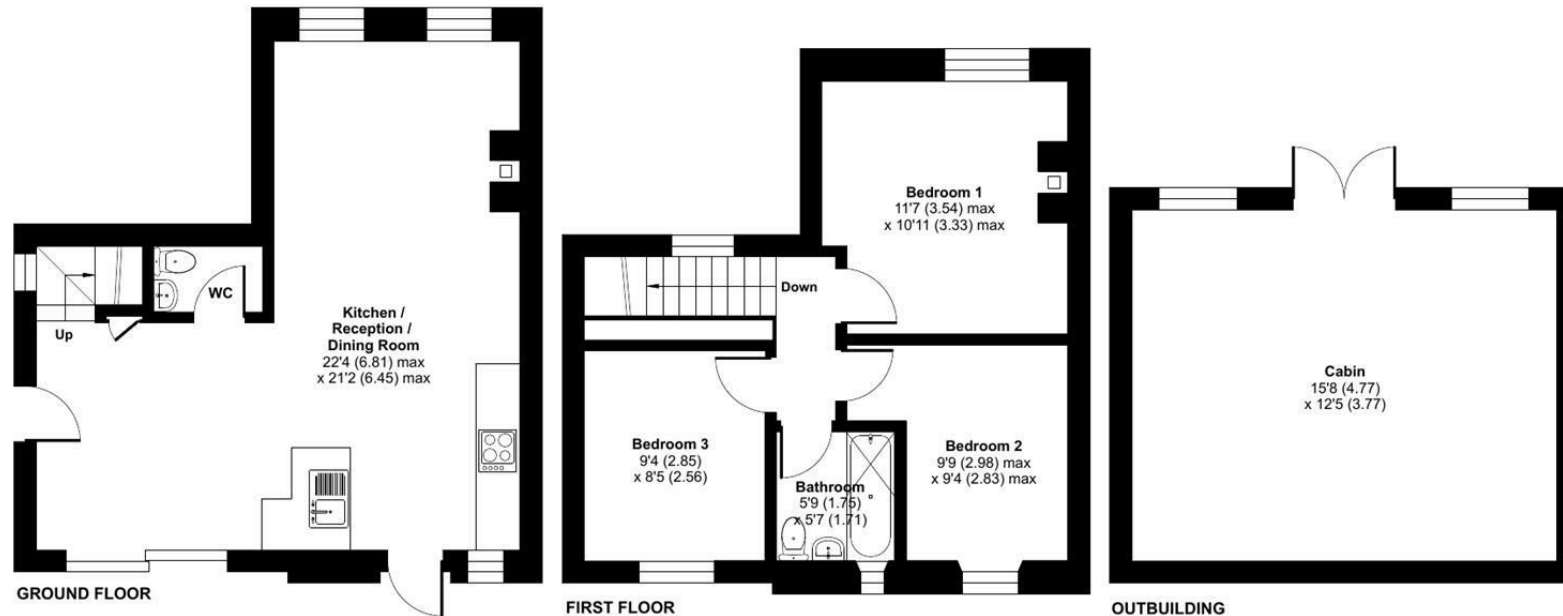 Up
WC
Kitchen /
Reception /
Dining Room
22'4 (6.81) max
x 21'2 (6.45) max
GROUND FLOOR
Bedroom 1
11'7 (3.54) max
x 10'11 (3.33) max
Down
Bedroom 3
9'4 (2.85)
x 8'5 (2.56)
Bathroom
5'9 (1.75)
x 5'7 (1.71)
Bedroom 2
9'9 (2.98) max
x 9'4 (2.83) max
FIRST FLOOR
Cabin
15'8 (4.77)
x 12'5 (3.77)
OUTBUILDING